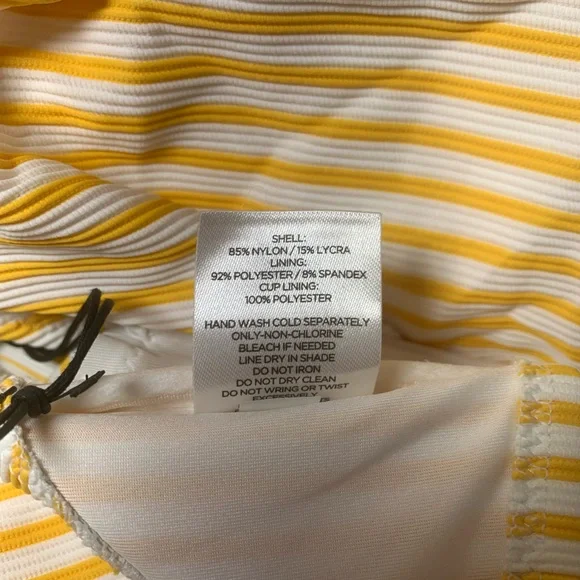 SHELL:
85% NYLON / 15% LYCRA
LINING:
92% POLYESTER / 8% SPANDEX
CUP LINING:
100% POLYESTER
HAND WASH COLD SEPARATELY
ONLY-NON-CHLORINE
BLEACH IF NEEDED
LINE DRY IN SHADE
DO NOT IRON
DO NOT DRY CLEAN
DO NOT WRING OR TWIST
EXCESSIVELY